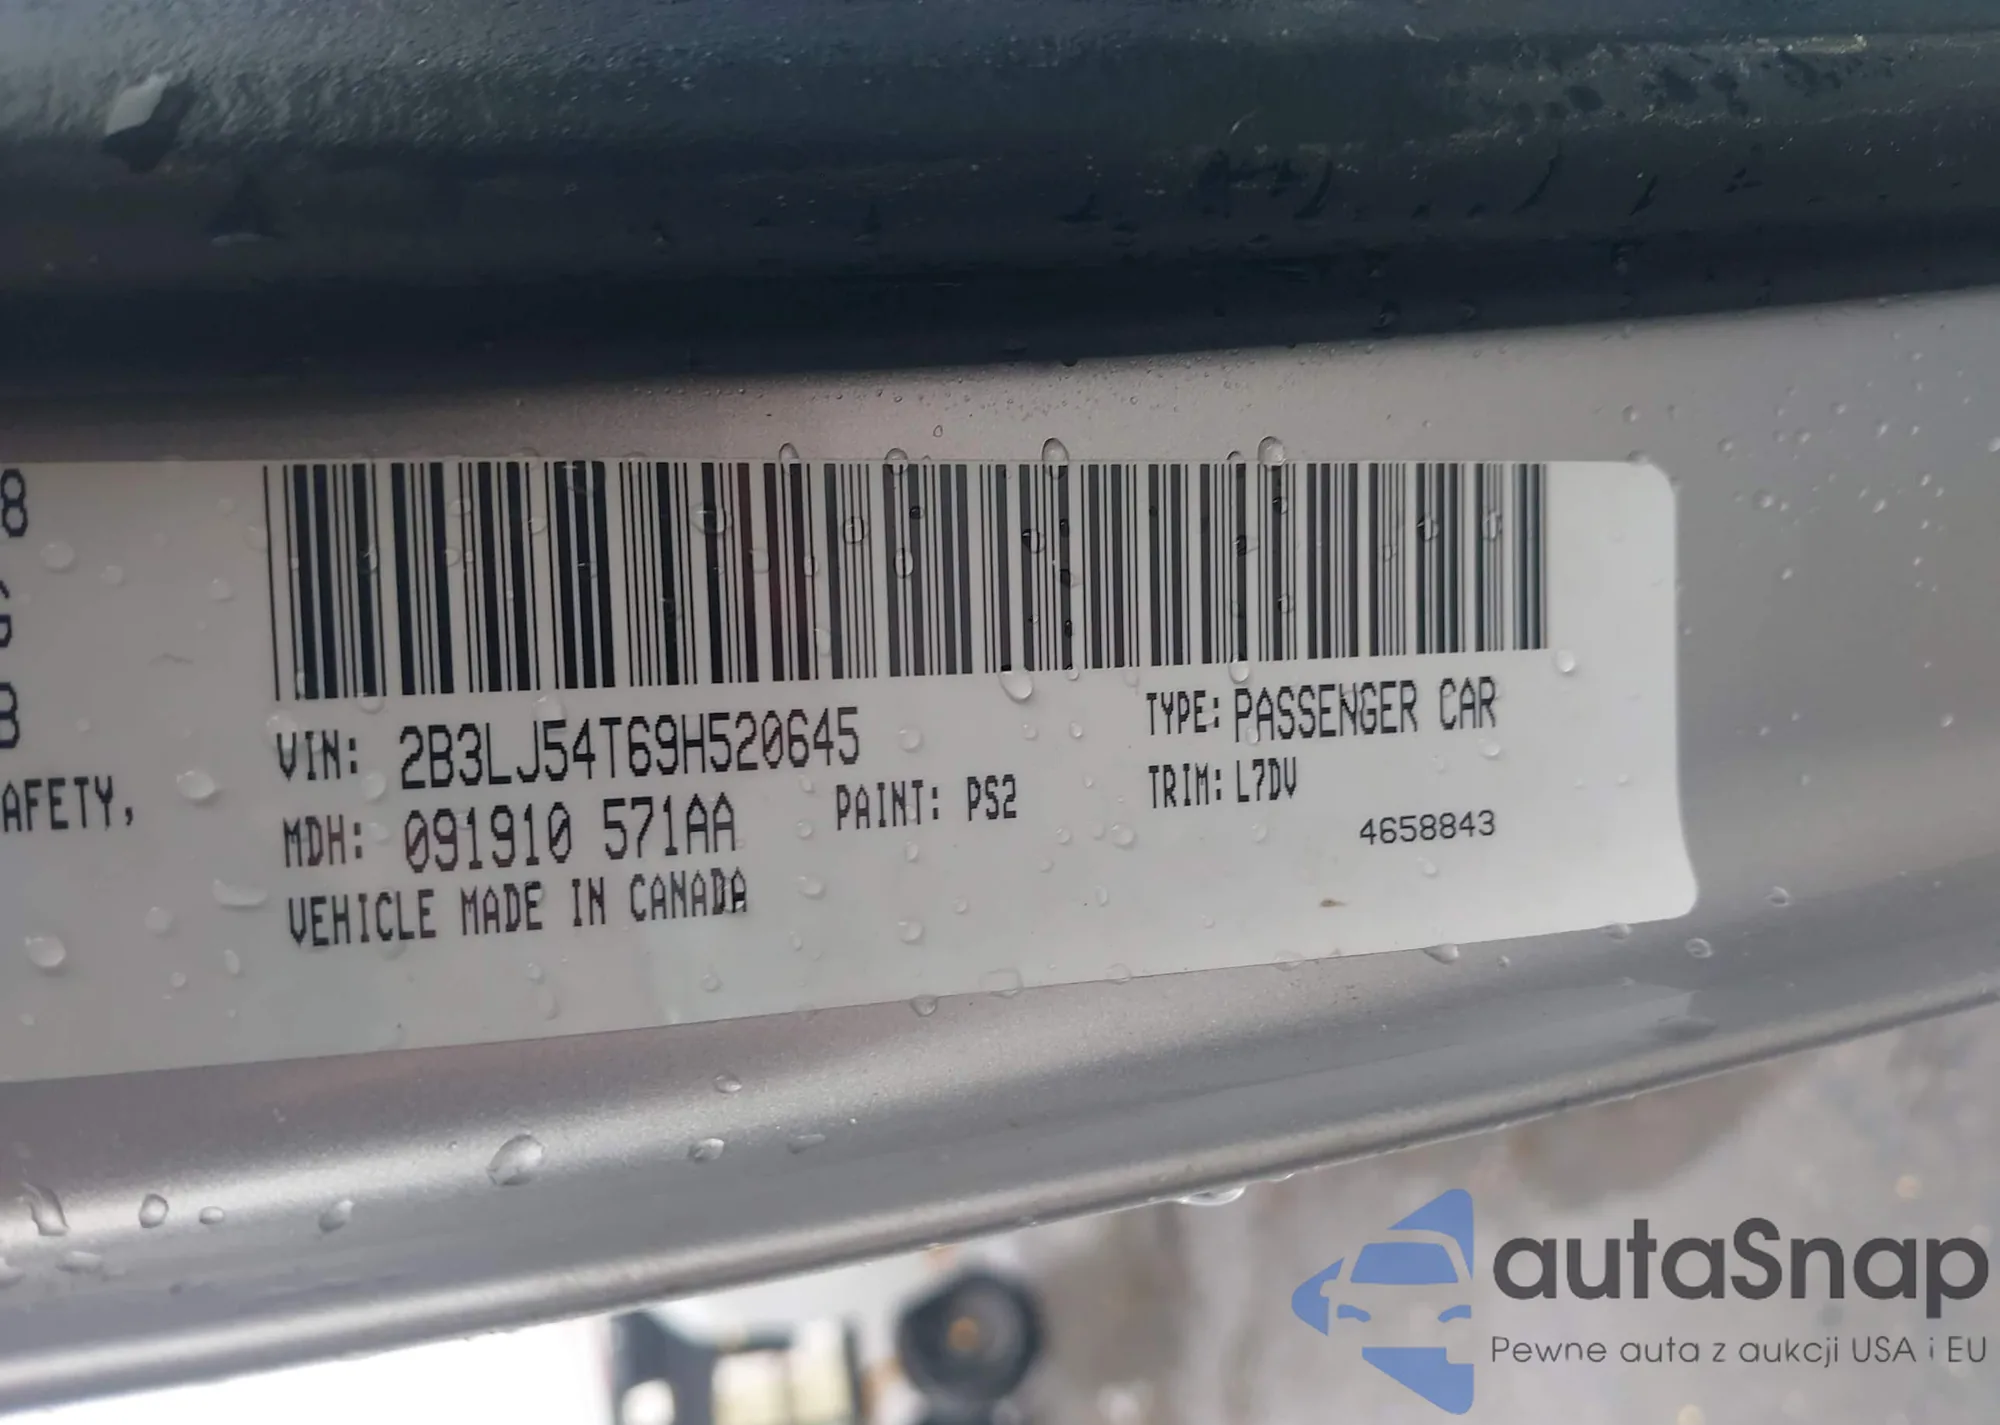 8
B
AFETY,
VIN: 2B3LJ54T69H520645
TYPE: PASSENGER CAR
MDH: 091910 571AA
PAINT: PS2
TRIM: L7DV
VEHICLE MADE IN CANADA
4658843
autaSnap
Pewne auta z aukcji USA i EU